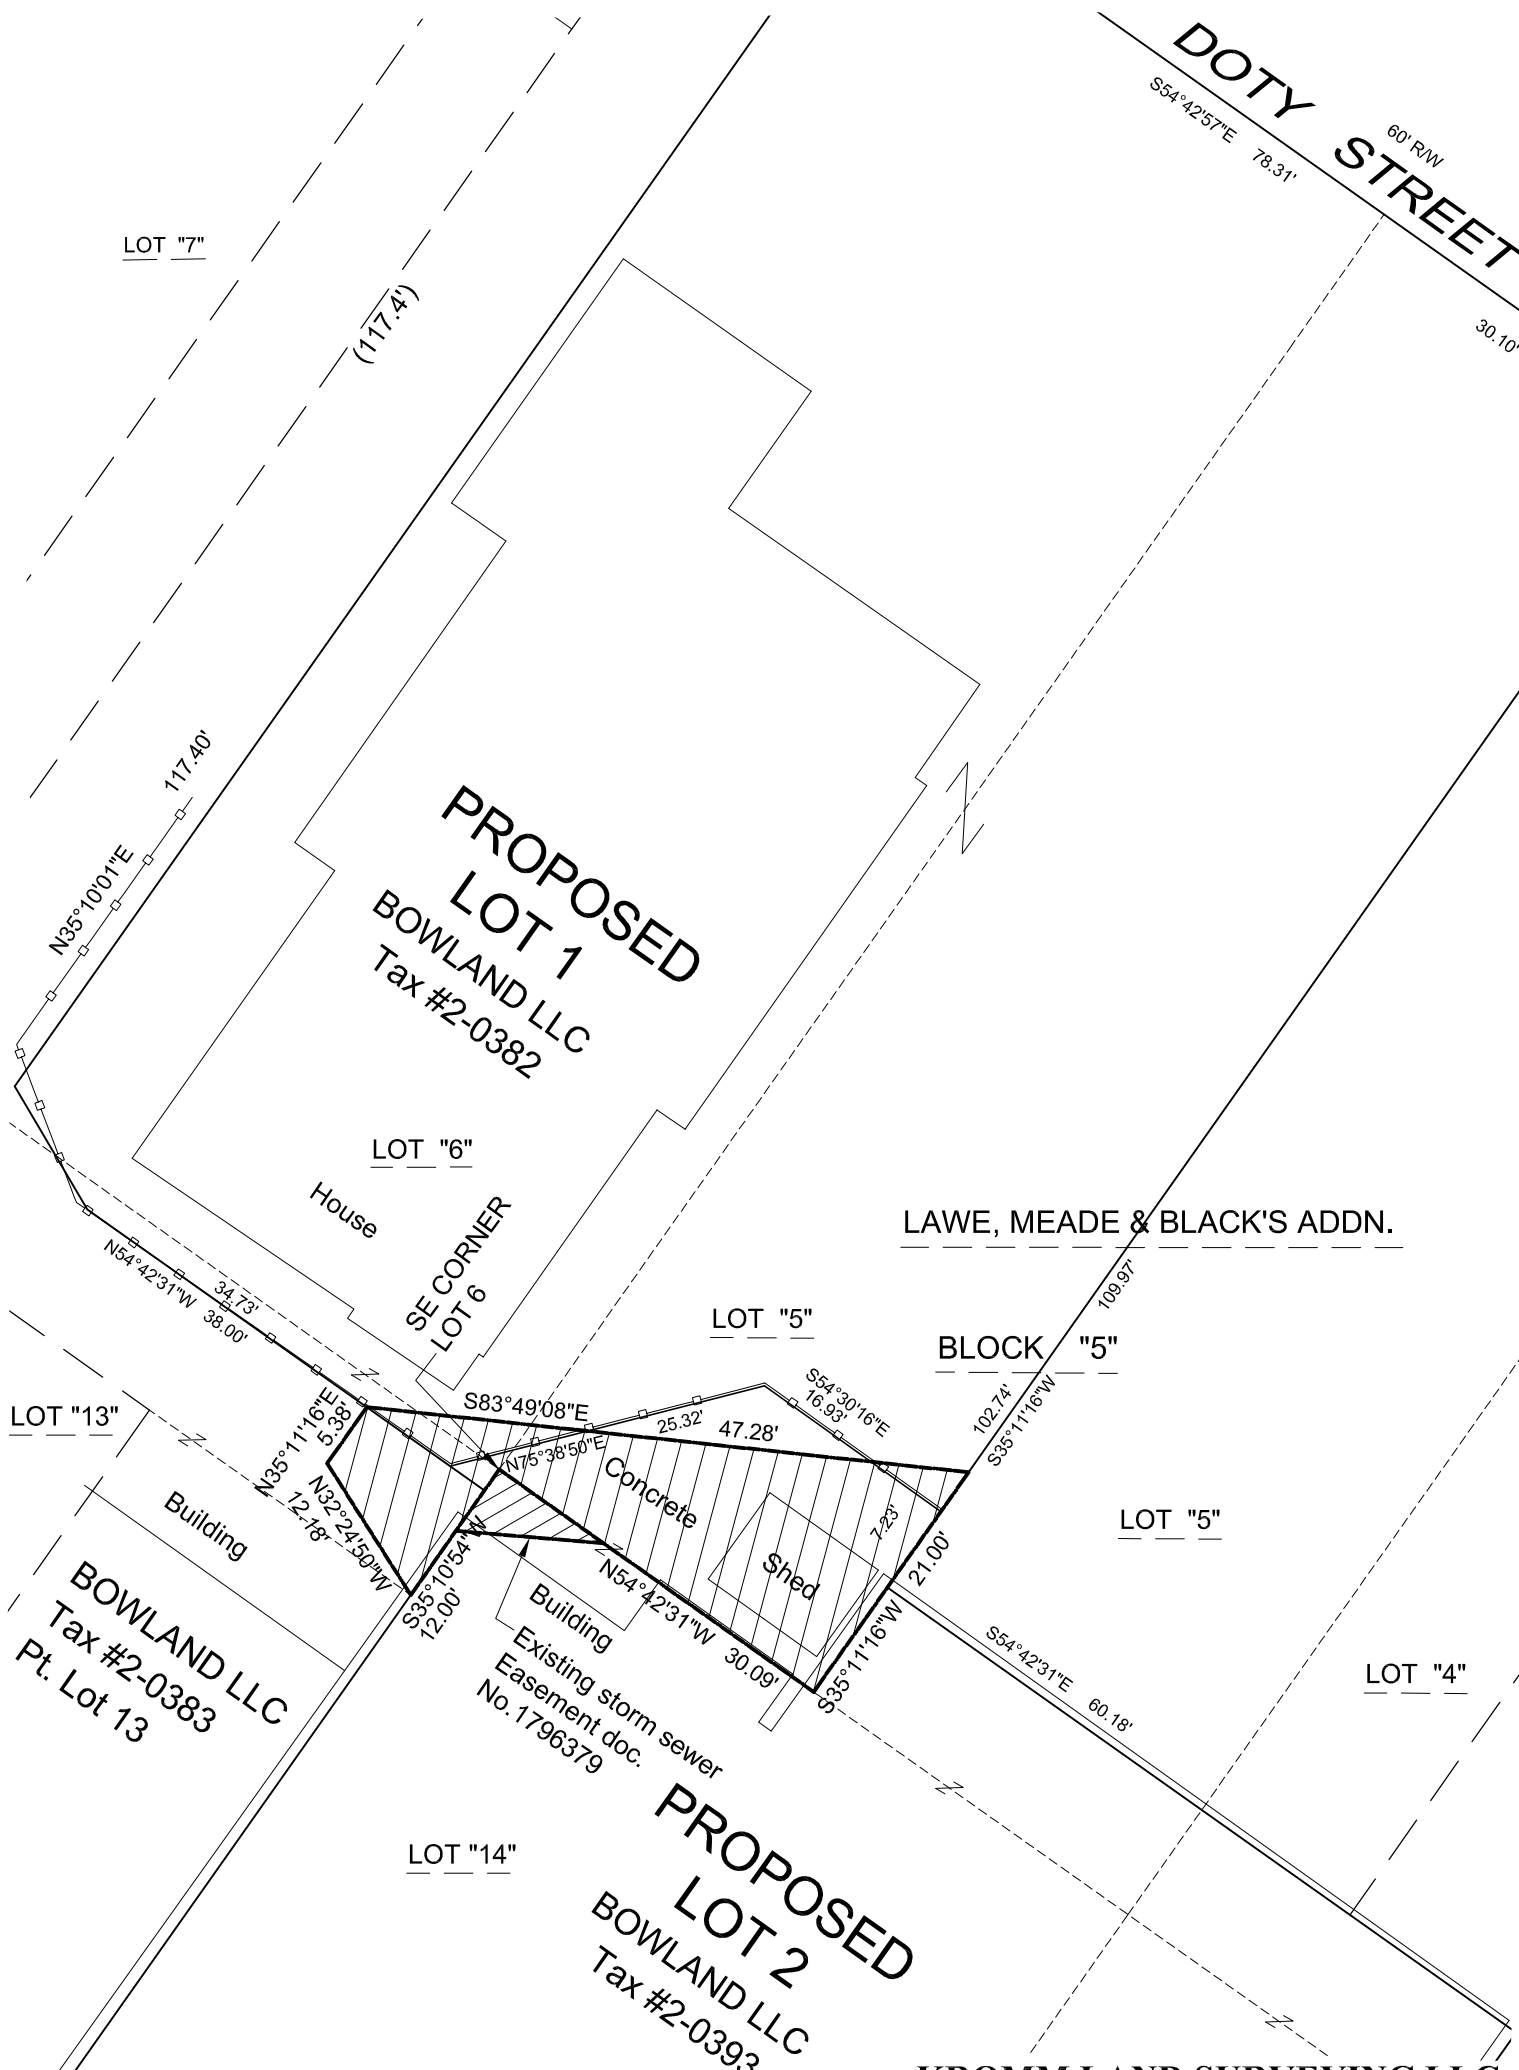 DOTY STREET
60' R/W
S54°42'57"E 78.31'
30.10'
LOT "7"
(117.4')
117.40'
N35°10'01"E
PROPOSED
LOT 1
BOWLAND LLC
Tax #2-0382
LOT "6"
House
SE CORNER
LOT 6
LAWE, MEADE & BLACK'S ADDN.
109.97'
N54°42'31"W 38.00'
34.73'
LOT "5"
BLOCK "5"
S54°30'16"E
16.93'
102.74'
S35°11'16"W
S83°49'08"E
47.28'
25.32'
N75°38'50"E
LOT "13"
N35°11'16"E
5.38'
Concrete
N32°24'50"W
12.18'
7.23'
LOT "5"
Building
21.00'
Shed
S35°10'54"W
12.00'
N54°42'31"W 30.09'
S35°11'16"W
Building
BOWLAND LLC
Tax #2-0383
Pt. Lot 13
Existing storm sewer
Easement doc.
No. 1796379
S54°42'31"E 60.18'
LOT "4"
LOT "14"
PROPOSED
LOT 2
BOWLAND LLC
Tax #2-0393
KROMM LAND SURVEYING LLC